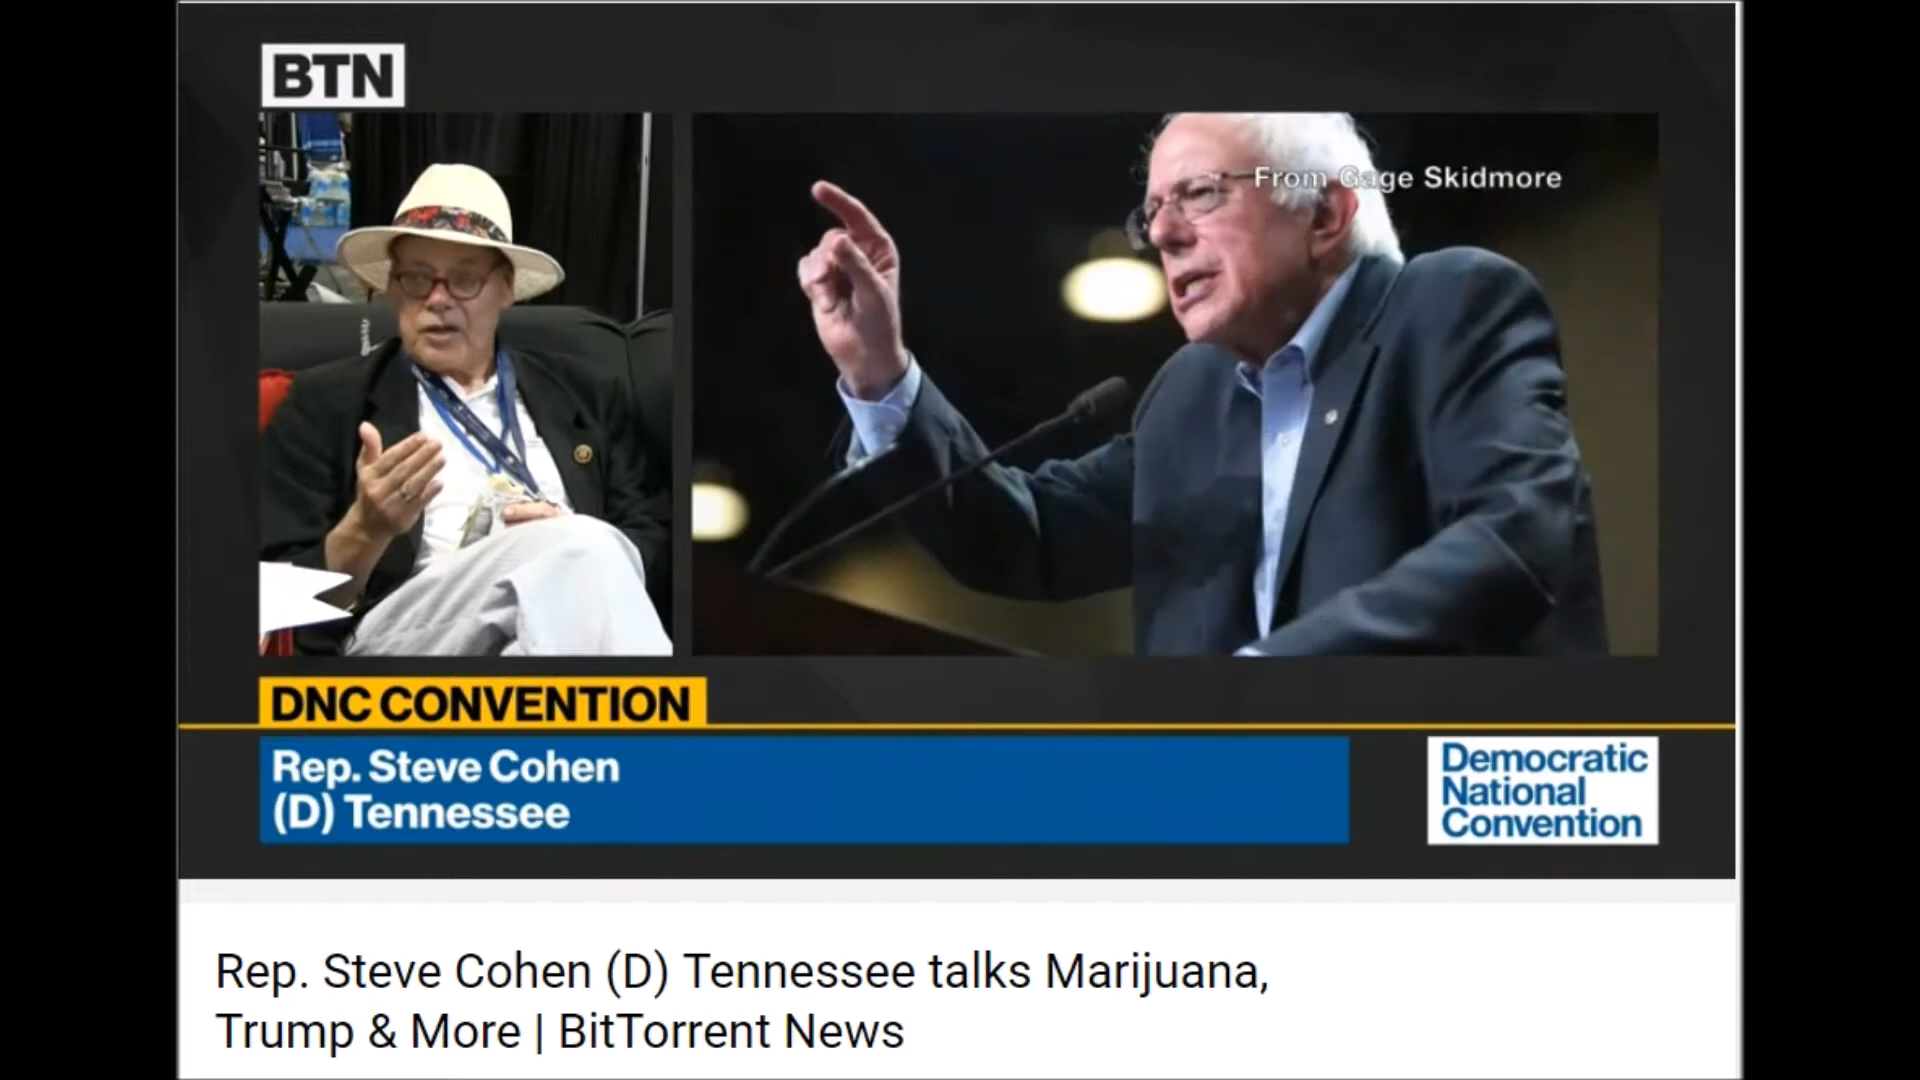 BTN
From Gage Skidmore
DNC CONVENTION
Rep. Steve Cohen
(D) Tennessee
Democratic
National
Convention
Rep. Steve Cohen (D) Tennessee talks Marijuana,
Trump & More | BitTorrent News